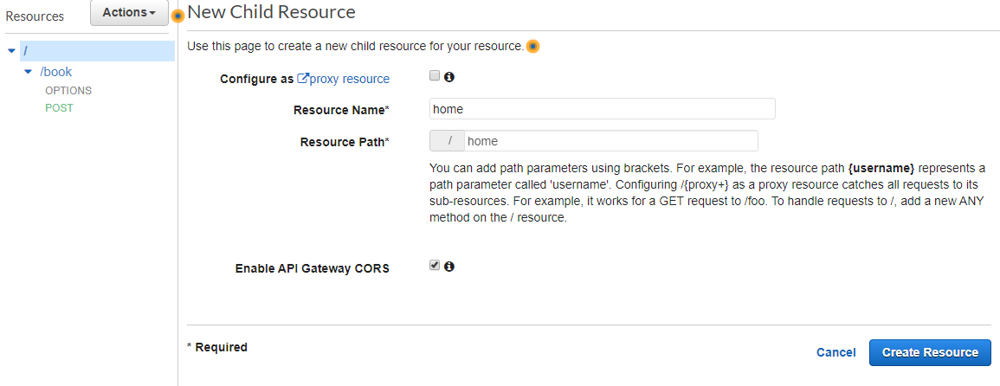 Resources
Actions
/
/book
OPTIONS
POST
New Child Resource
Use this page to create a new child resource for your resource.
Configure as proxy resource
Resource Name*
home
Resource Path*
/ home
You can add path parameters using brackets. For example, the resource path {username} represents a
path parameter called 'username'. Configuring /{proxy+} as a proxy resource catches all requests to its
sub-resources. For example, it works for a GET request to /foo. To handle requests to /, add a new ANY
method on the / resource.
Enable API Gateway CORS
* Required
Cancel
Create Resource